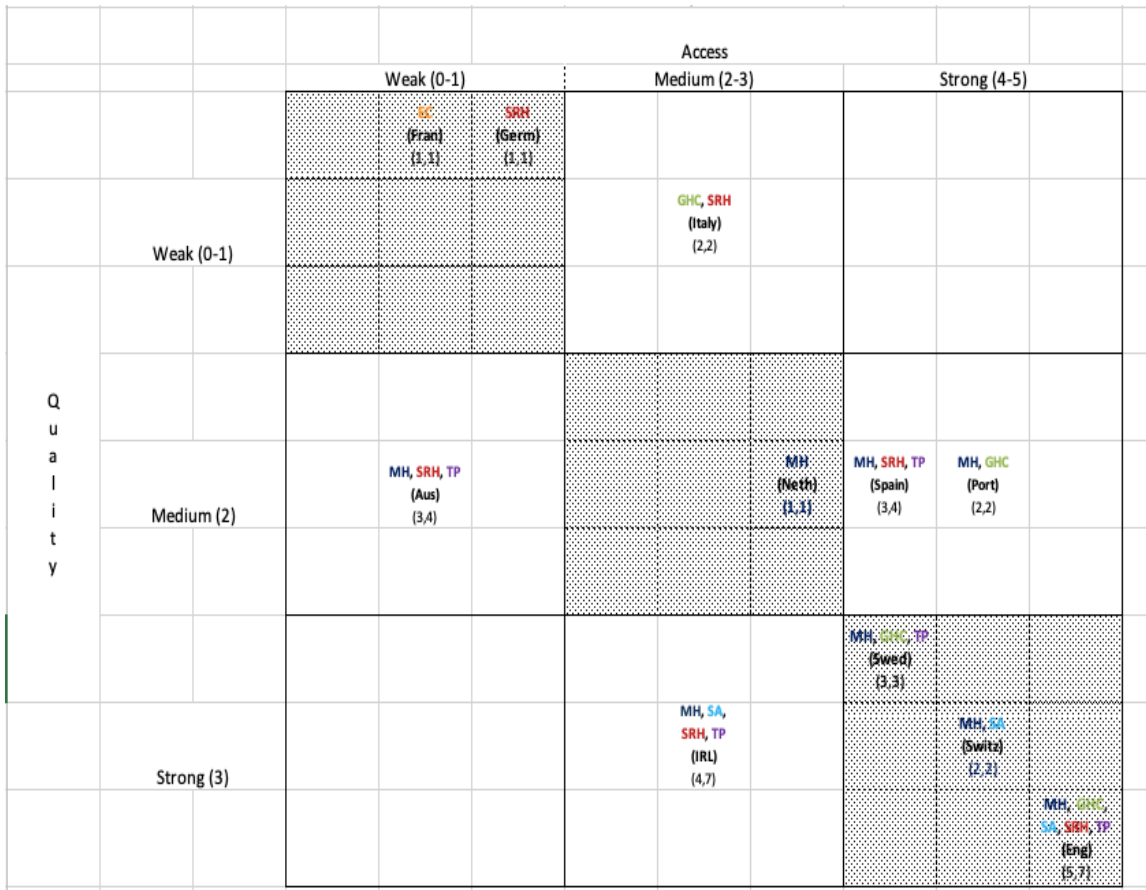 Access
Weak (0-1)
Medium (2-3)
Strong (4-5)
EC
(Fran)
(1,1)
SRH
(Germ)
(1,1)
Weak (0-1)
GHC, SRH
(Italy)
(2,2)
Quality
Medium (2)
MH, SRH, TP
(Aus)
(3,4)
MH
(Neth)
(1,1)
MH, SRH, TP
(Spain)
(3,4)
MH, GHC
(Port)
(2,2)
Strong (3)
MH, GHC, TP
(Swed)
(3,3)
MH, SA,
SRH, TP
(IRL)
(4,7)
MH, SA
(Switz)
(2,2)
MH, GHC,
SA, SRH, TP
(Eng)
(5,7)